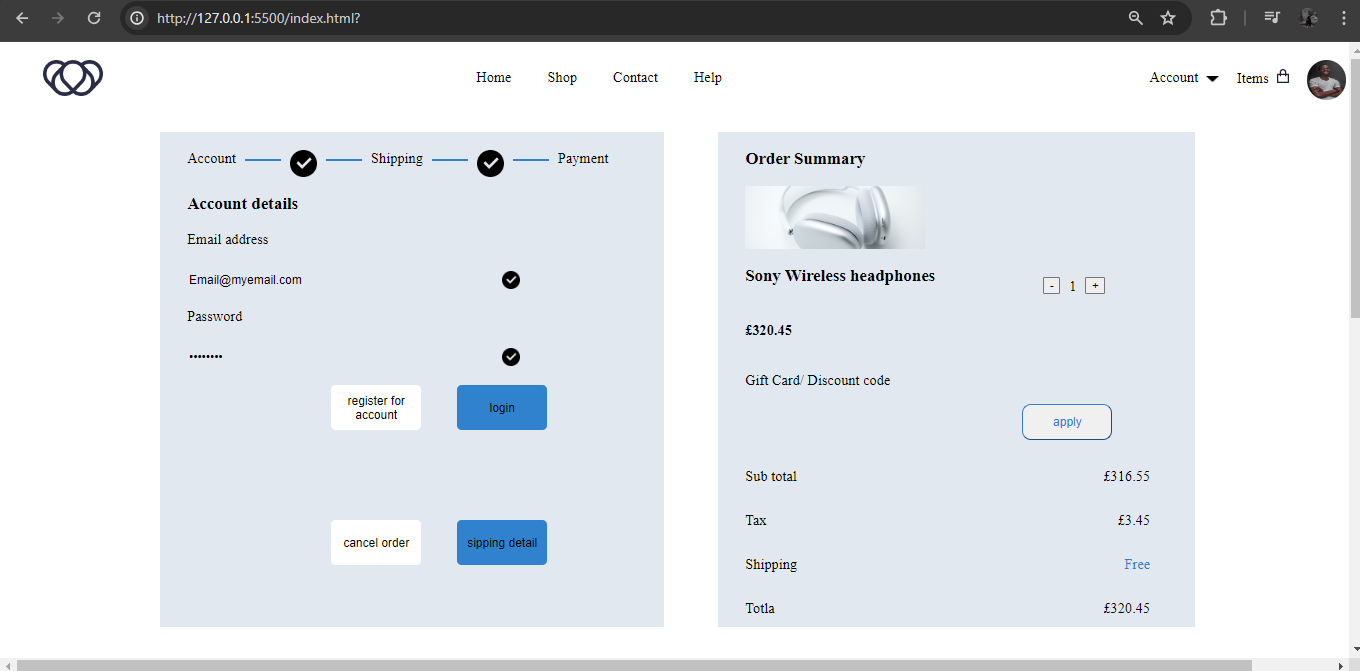 http://127.0.0.1:5500/index.html?
Home Shop Contact Help Account Items
Account Shipping Payment
Account details
Email address
Email@myemail.com
Password
••••••••
register for
account
login
cancel order
sipping detail
Order Summary
Sony Wireless headphones
- 1 +
£320.45
Gift Card/ Discount code
apply
Sub total £316.55
Tax £3.45
Shipping Free
Totla £320.45